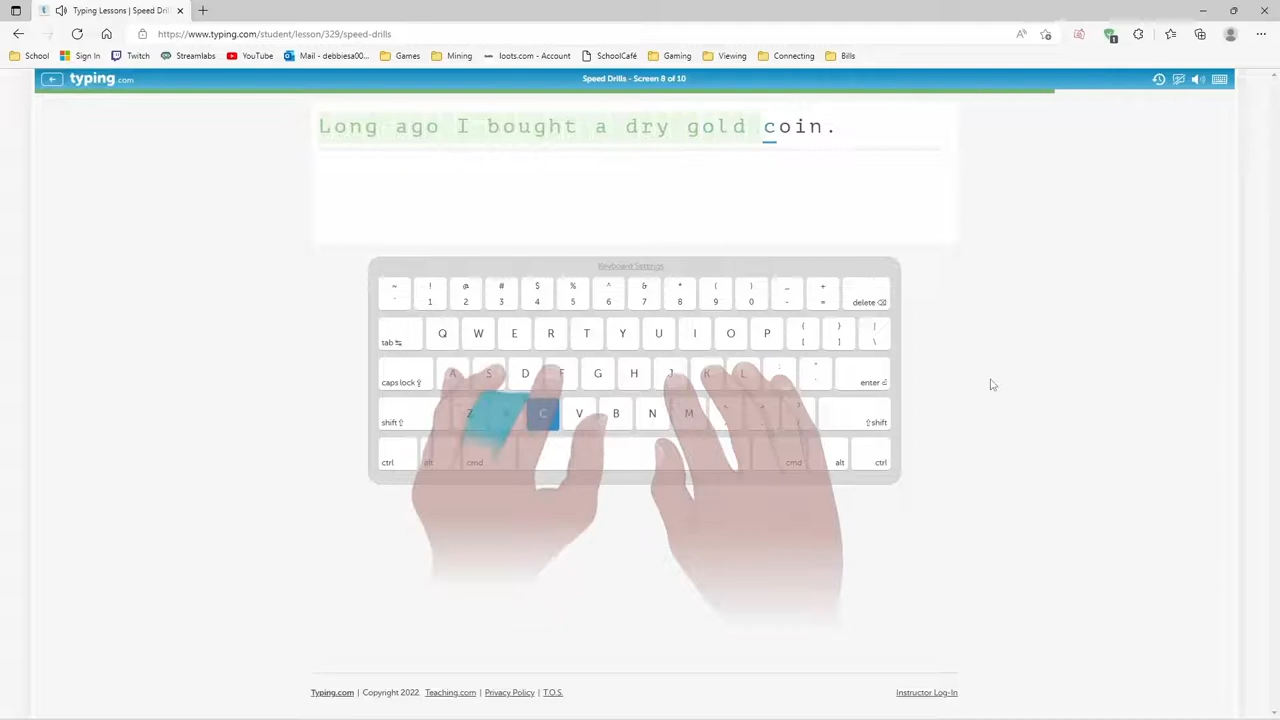 Typing Lessons | Speed Dril
https://www.typing.com/student/lesson/329/speed-drills
School Sign In Twitch Streamlabs YouTube Mail - debbiesa00... Games Mining loots.com - Account SchoolCafé Gaming Viewing Connecting Bills
typing.com Speed Drills - Screen 8 of 10
Long ago I bought a dry gold coin.
Keyboard Settings
~ ! @ # $ % ^ & * ( ) _ +
` 1 2 3 4 5 6 7 8 9 0 - = delete
tab Q W E R T Y U I O P { } |
[ ] \
caps lock A S D F G H J K L : " enter
shift Z C V B N M shift
ctrl alt cmd cmd alt ctrl
Typing.com | Copyright 2022 Teaching.com | Privacy Policy | T.O.S. Instructor Log-In